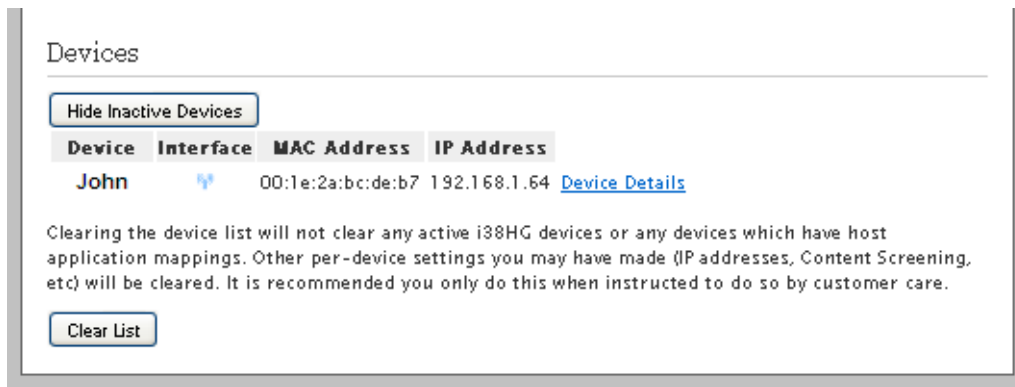 Devices
Hide Inactive Devices
Device Interface MAC Address IP Address
John 00:1e:2a:bc:de:b7 192.168.1.64 Device Details
Clearing the device list will not clear any active i38HG devices or any devices which have host
application mappings. Other per-device settings you may have made (IP addresses, Content Screening,
etc) will be cleared. It is recommended you only do this when instructed to do so by customer care.
Clear List